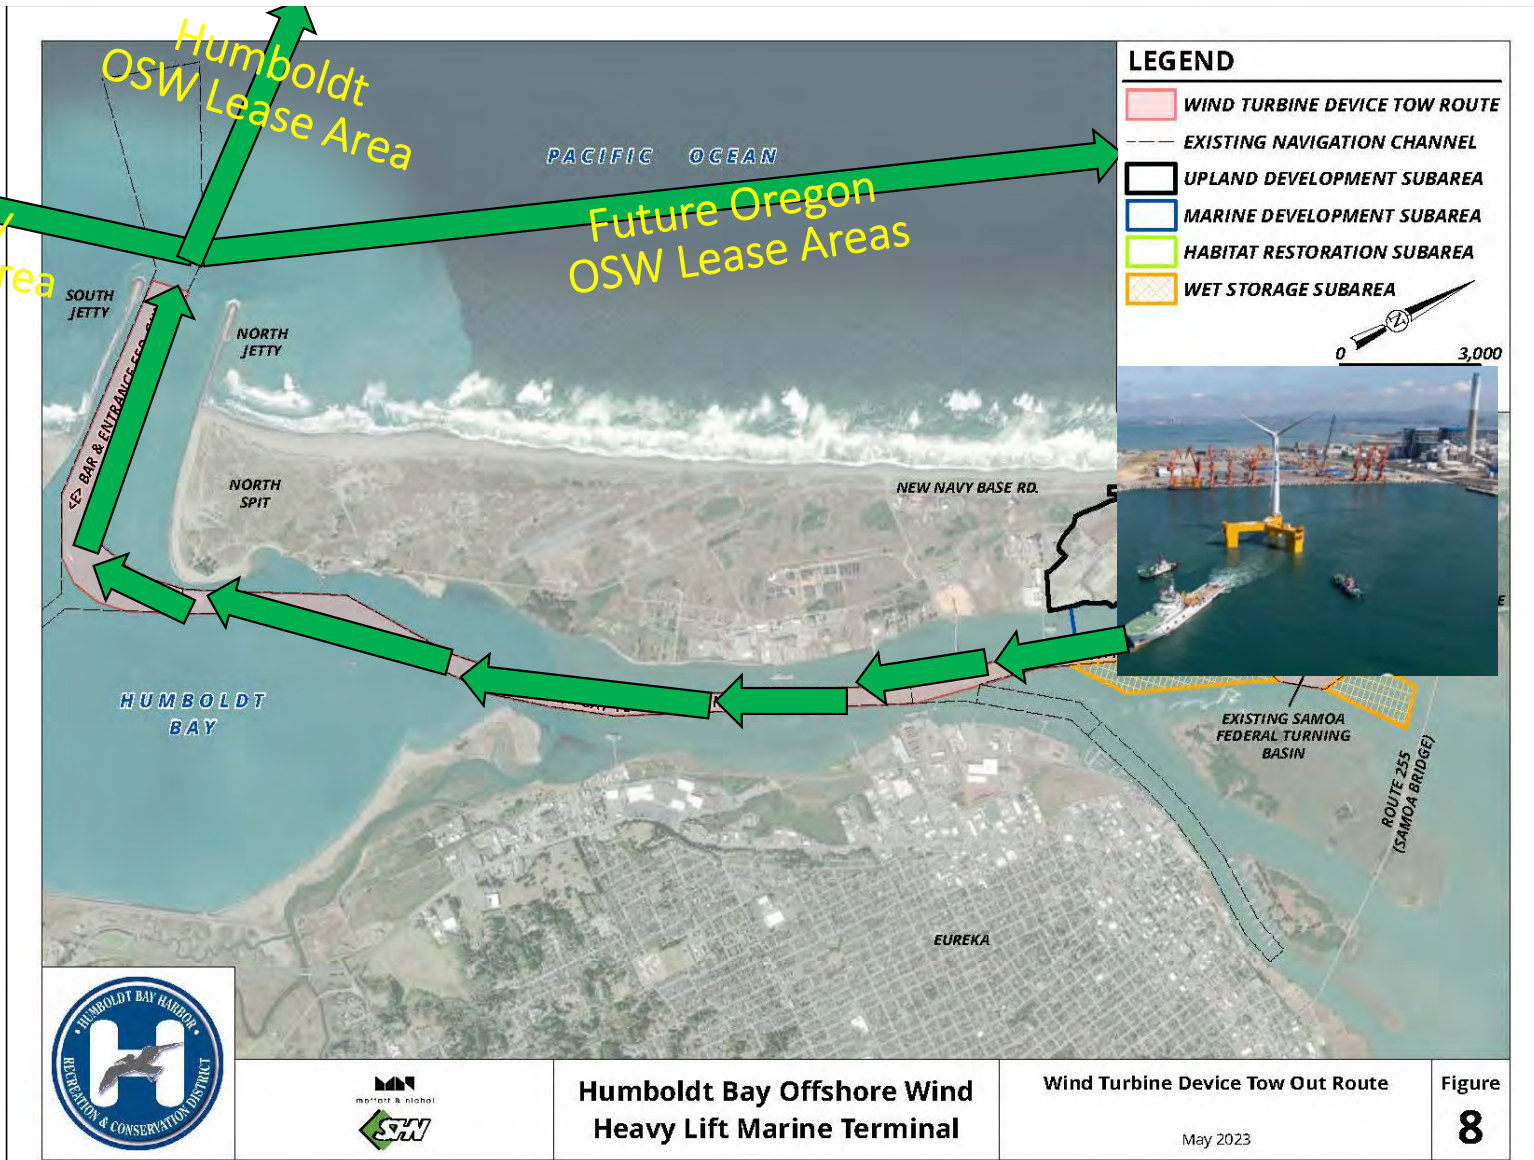 Humboldt
OSW Lease Area
PACIFIC OCEAN
Future Oregon
OSW Lease Areas
rea
SOUTH
JETTY
NORTH
JETTY
<E> BAR & ENTRANCE
NORTH
SPIT
NEW NAVY BASE RD.
HUMBOLDT
BAY
EUREKA
EXISTING SAMOA
FEDERAL TURNING
BASIN
ROUTE 255
(SAMOA BRIDGE)
LEGEND
WIND TURBINE DEVICE TOW ROUTE
EXISTING NAVIGATION CHANNEL
UPLAND DEVELOPMENT SUBAREA
MARINE DEVELOPMENT SUBAREA
HABITAT RESTORATION SUBAREA
WET STORAGE SUBAREA
N
0 3,000
HUMBOLDT BAY HARBOR
RECREATION & CONSERVATION DISTRICT
H
moffatt & nichol
SHN
Humboldt Bay Offshore Wind
Heavy Lift Marine Terminal
Wind Turbine Device Tow Out Route
May 2023
Figure
8